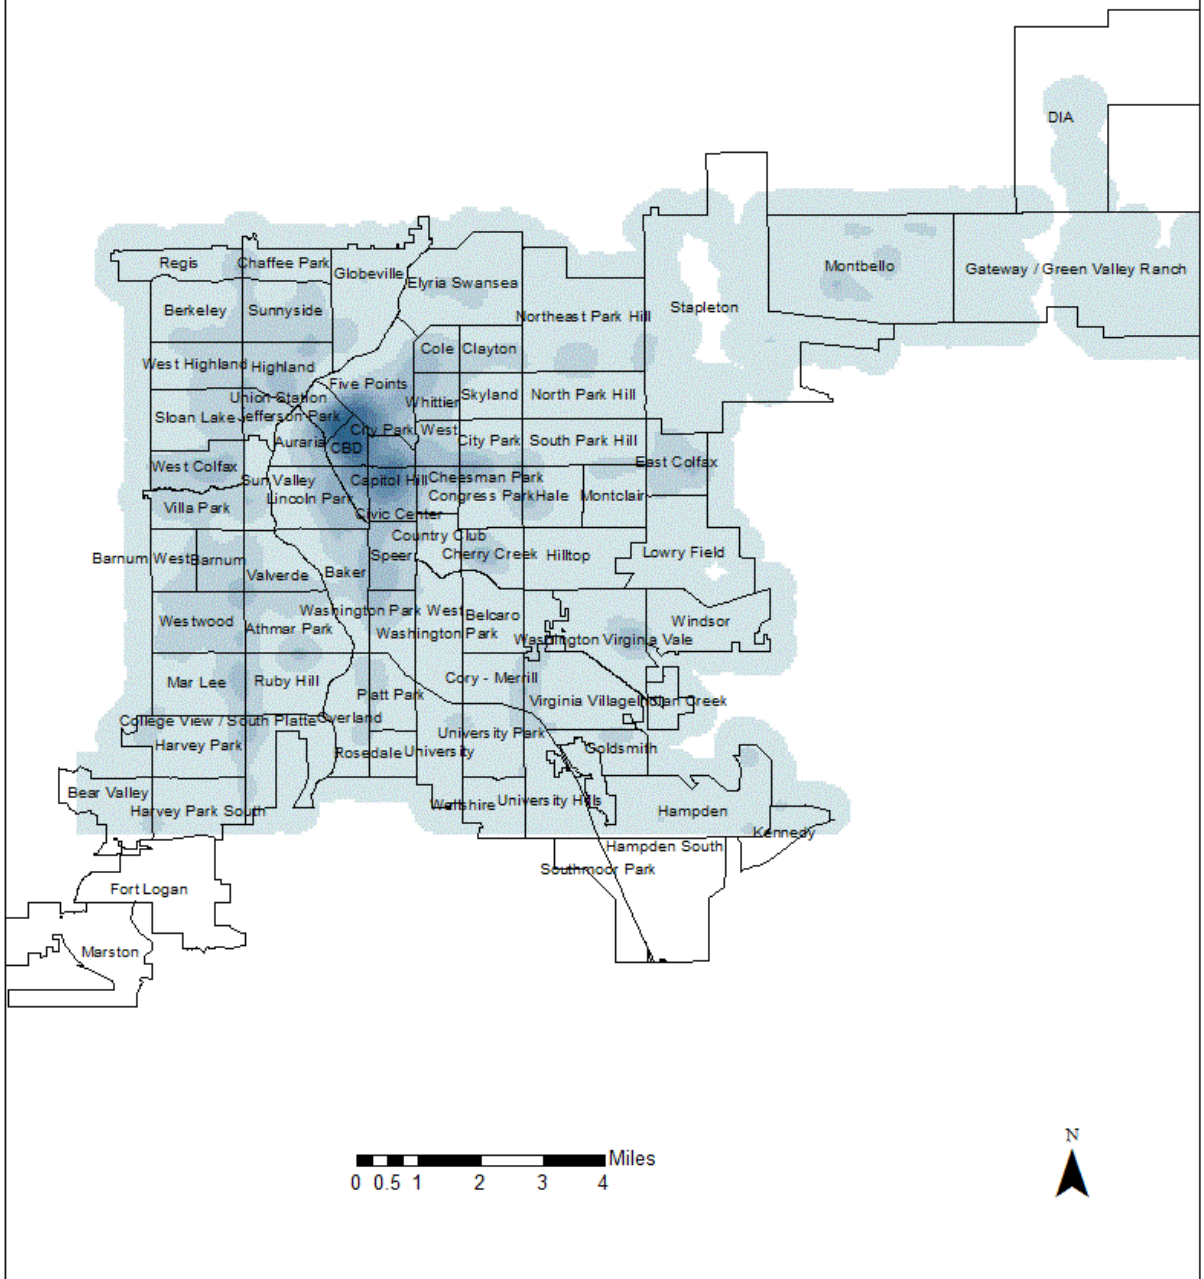 DIA
Regis
Chaffee Park
Globeville
Elyria Swansea
Montbello
Gateway / Green Valley Ranch
Berkeley
Sunnyside
Northeast Park Hill
Stapleton
West Highland
Highland
Cole
Clayton
Five Points
Union Station
Whittier
Skyland
North Park Hill
Sloan Lake
Jefferson Park
Auraria
CBD
City Park West
City Park
South Park Hill
West Colfax
East Colfax
Sun Valley
Capitol Hill
Cheesman Park
Lincoln Park
Congress Park
Hale
Montclair
Villa Park
Civic Center
Country Club
Barnum West
Barnum
Valverde
Baker
Speer
Cherry Creek
Hilltop
Lowry Field
Westwood
Athmar Park
Washington Park West
Washington Park
Belcaro
Washington Virginia Vale
Windsor
Mar Lee
Ruby Hill
Platt Park
Cory - Merrill
Virginia Village
Indian Creek
College View / South Platte
Overland
Harvey Park
Rosedale
University
University Park
Goldsmith
Bear Valley
Harvey Park South
Wellshire
University Hills
Hampden
Kennedy
Hampden South
Southmoor Park
Fort Logan
Marston
N
Miles
0 0.5 1 2 3 4